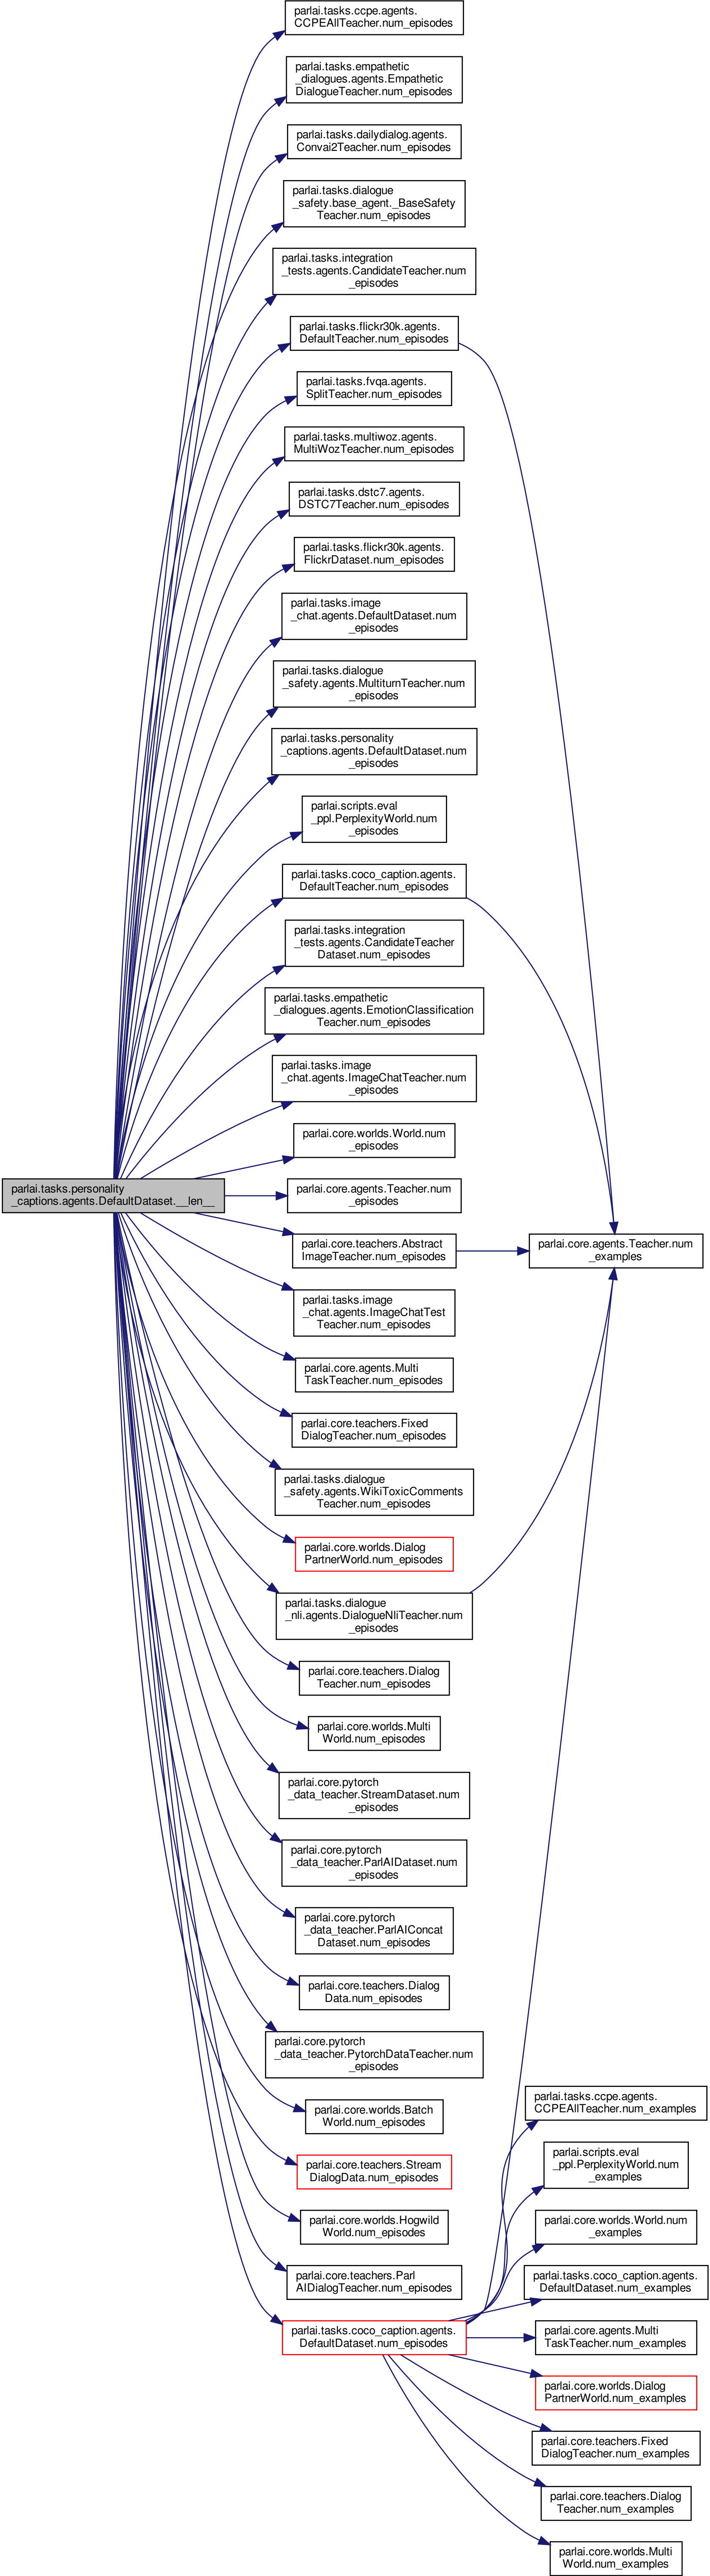 parlai.tasks.ccpe.agents.
CCPEAllTeacher.num_episodes
parlai.tasks.empathetic
_dialogues.agents.Empathetic
DialogueTeacher.num_episodes
parlai.tasks.dailydialog.agents.
Convai2Teacher.num_episodes
parlai.tasks.dialogue
_safety.base_agent._BaseSafety
Teacher.num_episodes
parlai.tasks.integration
_tests.agents.CandidateTeacher.num
_episodes
parlai.tasks.flickr30k.agents.
DefaultTeacher.num_episodes
parlai.tasks.fvqa.agents.
SplitTeacher.num_episodes
parlai.tasks.multiwoz.agents.
MultiWozTeacher.num_episodes
parlai.tasks.dstc7.agents.
DSTC7Teacher.num_episodes
parlai.tasks.flickr30k.agents.
FlickrDataset.num_episodes
parlai.tasks.image
_chat.agents.DefaultDataset.num
_episodes
parlai.tasks.dialogue
_safety.agents.MultiturnTeacher.num
_episodes
parlai.tasks.personality
_captions.agents.DefaultDataset.num
_episodes
parlai.scripts.eval
_ppl.PerplexityWorld.num
_episodes
parlai.tasks.coco_caption.agents.
DefaultTeacher.num_episodes
parlai.tasks.integration
_tests.agents.CandidateTeacher
Dataset.num_episodes
parlai.tasks.empathetic
_dialogues.agents.EmotionClassification
Teacher.num_episodes
parlai.tasks.image
_chat.agents.ImageChatTeacher.num
_episodes
parlai.core.worlds.World.num
_episodes
parlai.tasks.personality
_captions.agents.DefaultDataset.__len__
parlai.core.agents.Teacher.num
_episodes
parlai.core.teachers.Abstract
ImageTeacher.num_episodes
parlai.core.agents.Teacher.num
_examples
parlai.tasks.image
_chat.agents.ImageChatTest
Teacher.num_episodes
parlai.core.agents.Multi
TaskTeacher.num_episodes
parlai.core.teachers.Fixed
DialogTeacher.num_episodes
parlai.tasks.dialogue
_safety.agents.WikiToxicComments
Teacher.num_episodes
parlai.core.worlds.Dialog
PartnerWorld.num_episodes
parlai.tasks.dialogue
_nli.agents.DialogueNliTeacher.num
_episodes
parlai.core.teachers.Dialog
Teacher.num_episodes
parlai.core.worlds.Multi
World.num_episodes
parlai.core.pytorch
_data_teacher.StreamDataset.num
_episodes
parlai.core.pytorch
_data_teacher.ParlAIDataset.num
_episodes
parlai.core.pytorch
_data_teacher.ParlAIConcat
Dataset.num_episodes
parlai.core.teachers.Dialog
Data.num_episodes
parlai.core.pytorch
_data_teacher.PytorchDataTeacher.num
_episodes
parlai.core.worlds.Batch
World.num_episodes
parlai.core.teachers.Stream
DialogData.num_episodes
parlai.core.worlds.Hogwild
World.num_episodes
parlai.core.teachers.Parl
AIDialogTeacher.num_episodes
parlai.tasks.coco_caption.agents.
DefaultDataset.num_episodes
parlai.tasks.ccpe.agents.
CCPEAllTeacher.num_examples
parlai.scripts.eval
_ppl.PerplexityWorld.num
_examples
parlai.core.worlds.World.num
_examples
parlai.tasks.coco_caption.agents.
DefaultDataset.num_examples
parlai.core.agents.Multi
TaskTeacher.num_examples
parlai.core.worlds.Dialog
PartnerWorld.num_examples
parlai.core.teachers.Fixed
DialogTeacher.num_examples
parlai.core.teachers.Dialog
Teacher.num_examples
parlai.core.worlds.Multi
World.num_examples